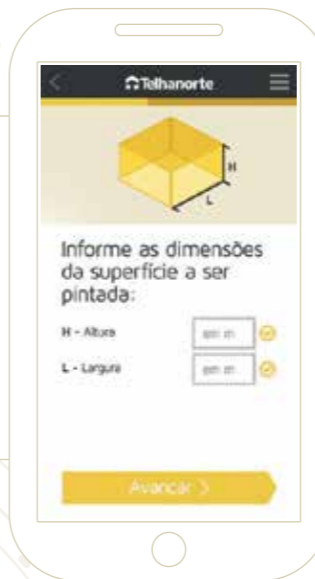 Telhanorte
H
L
Informe as dimensões
da superfície a ser
pintada:
H - Altura
em m
L - Largura
em m
Avançar >